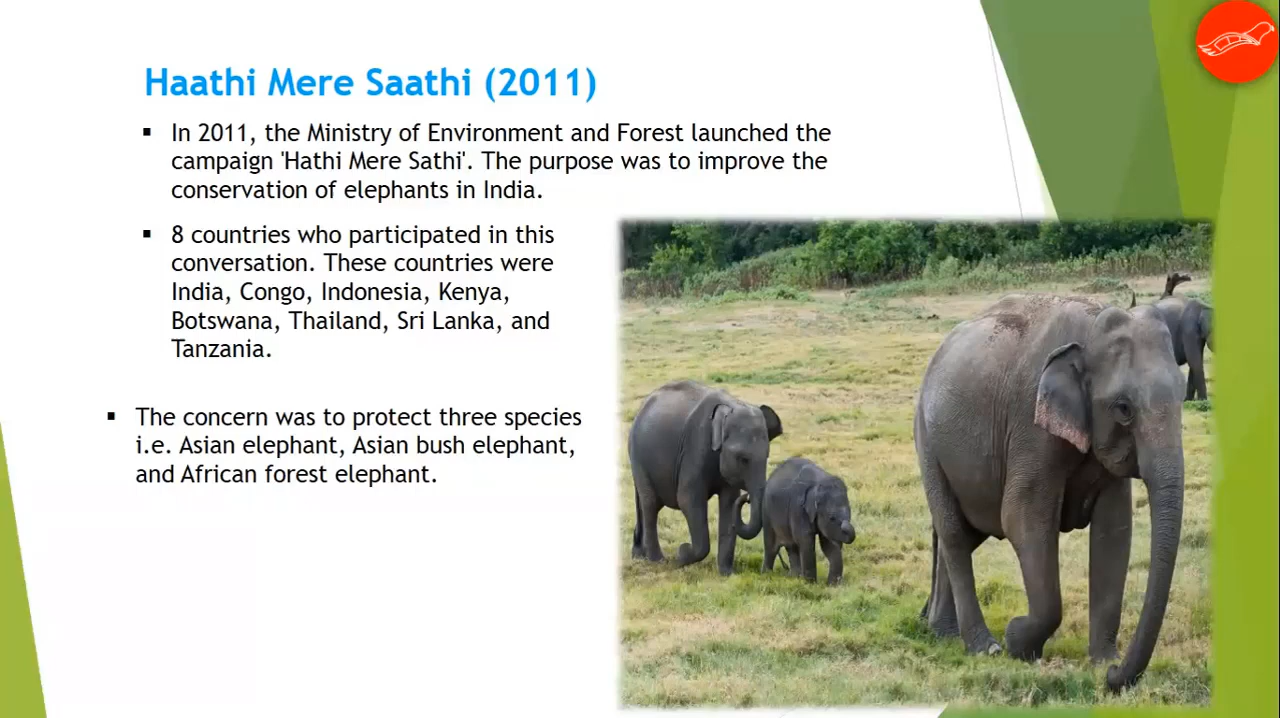 Haathi Mere Saathi (2011)
In 2011, the Ministry of Environment and Forest launched the
campaign 'Hathi Mere Sathi'. The purpose was to improve the
conservation of elephants in India.
8 countries who participated in this
conversation. These countries were
India, Congo, Indonesia, Kenya,
Botswana, Thailand, Sri Lanka, and
Tanzania.
The concern was to protect three species
i.e. Asian elephant, Asian bush elephant,
and African forest elephant.